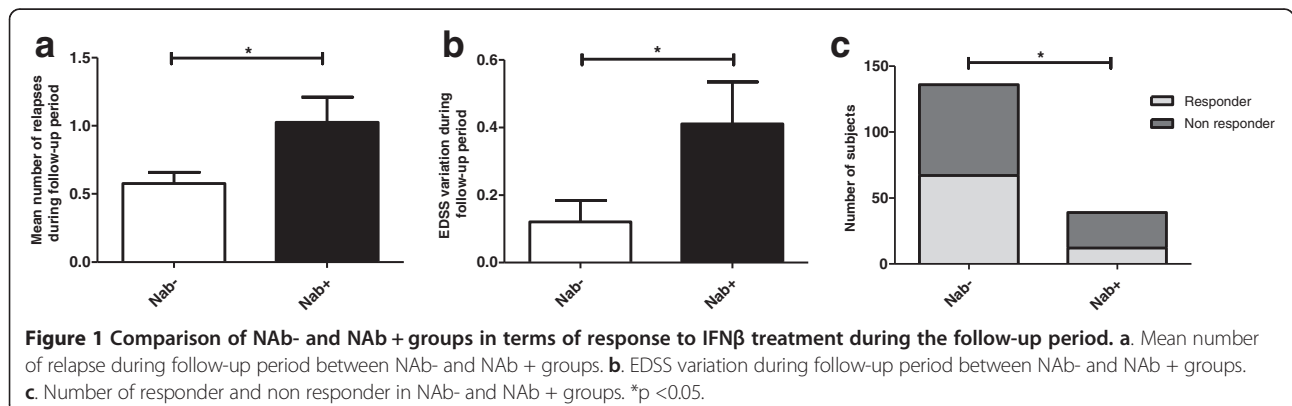 a
Mean number of relapses
during follow-up period
1.5
1.0
0.5
0.0
*
Nab-
Nab+
b
EDSS variation during
follow-up period
0.6
0.4
0.2
0.0
*
Nab-
Nab+
c
Number of subjects
150
100
50
0
*
Nab-
Nab+
Responder
Non responder
Figure 1 Comparison of NAb- and NAb + groups in terms of response to IFNβ treatment during the follow-up period. a. Mean number
of relapse during follow-up period between NAb- and NAb + groups. b. EDSS variation during follow-up period between NAb- and NAb + groups.
c. Number of responder and non responder in NAb- and NAb + groups. *p <0.05.